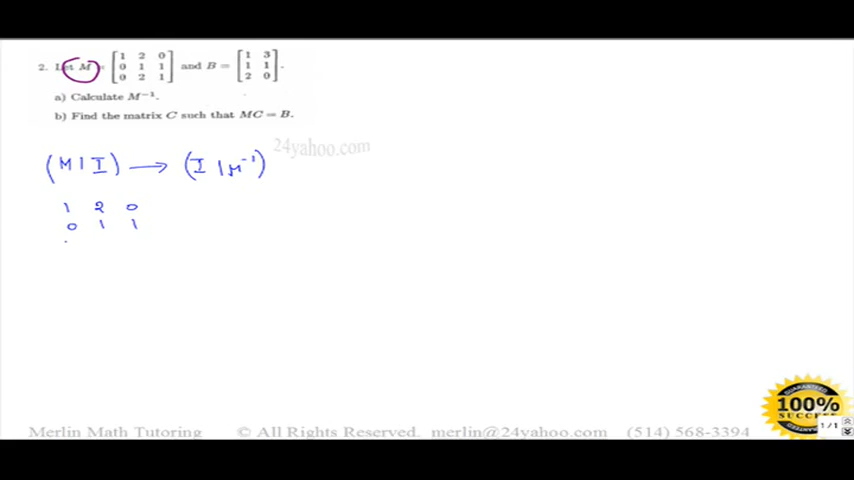 2. Let M = [1 2 0 0 1 1 0 2 1] and B = [1 3 1 1 2 0].
a) Calculate M⁻¹.
b) Find the matrix C such that MC = B.
24yahoo.com
(M | I) → (I | M⁻¹)
1 2 0
0 1 1
GUARANTEED
100%
SUCCESS
1/1
Merlin Math Tutoring © All Rights Reserved. merlin@24yahoo.com (514) 568-3394